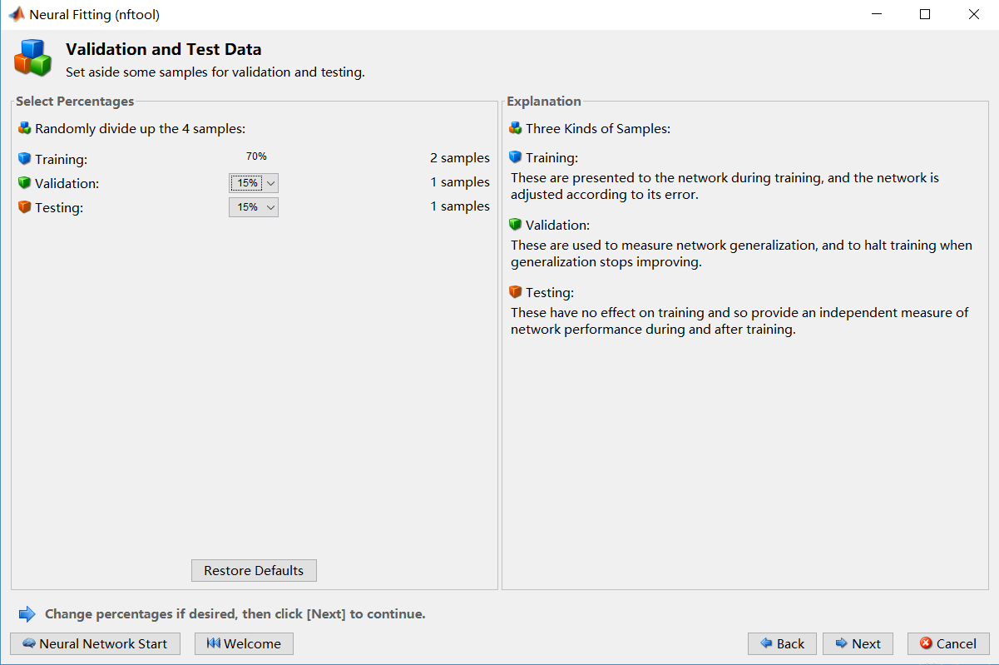 Neural Fitting (nftool)
Validation and Test Data
Set aside some samples for validation and testing.
Select Percentages
Randomly divide up the 4 samples:
Training: 70% 2 samples
Validation: 15% 1 samples
Testing: 15% 1 samples
Restore Defaults
Explanation
Three Kinds of Samples:
Training:
These are presented to the network during training, and the network is
adjusted according to its error.
Validation:
These are used to measure network generalization, and to halt training when
generalization stops improving.
Testing:
These have no effect on training and so provide an independent measure of
network performance during and after training.
Change percentages if desired, then click [Next] to continue.
Neural Network Start Welcome Back Next Cancel